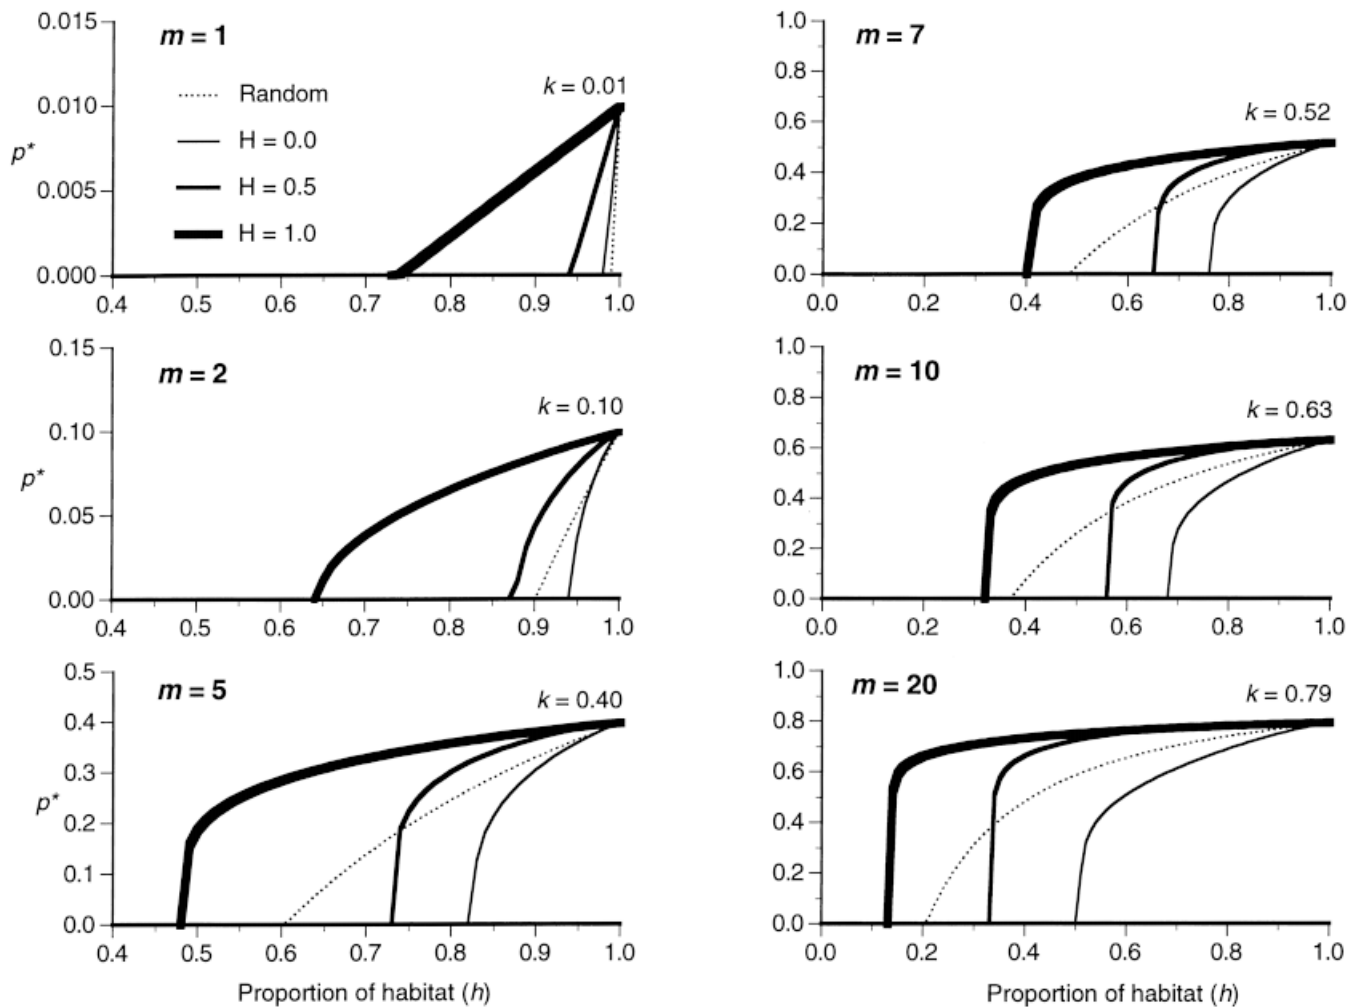 m = 1
k = 0.01
Random
H = 0.0
H = 0.5
H = 1.0
p*
0.015
0.010
0.005
0.000
0.4 0.5 0.6 0.7 0.8 0.9 1.0
m = 2
k = 0.10
p*
0.15
0.10
0.05
0.00
0.4 0.5 0.6 0.7 0.8 0.9 1.0
m = 5
k = 0.40
p*
0.5
0.4
0.3
0.2
0.1
0.0
0.4 0.5 0.6 0.7 0.8 0.9 1.0
Proportion of habitat (h)
m = 7
k = 0.52
1.0
0.8
0.6
0.4
0.2
0.0
0.0 0.2 0.4 0.6 0.8 1.0
m = 10
k = 0.63
1.0
0.8
0.6
0.4
0.2
0.0
0.0 0.2 0.4 0.6 0.8 1.0
m = 20
k = 0.79
1.0
0.8
0.6
0.4
0.2
0.0
0.0 0.2 0.4 0.6 0.8 1.0
Proportion of habitat (h)